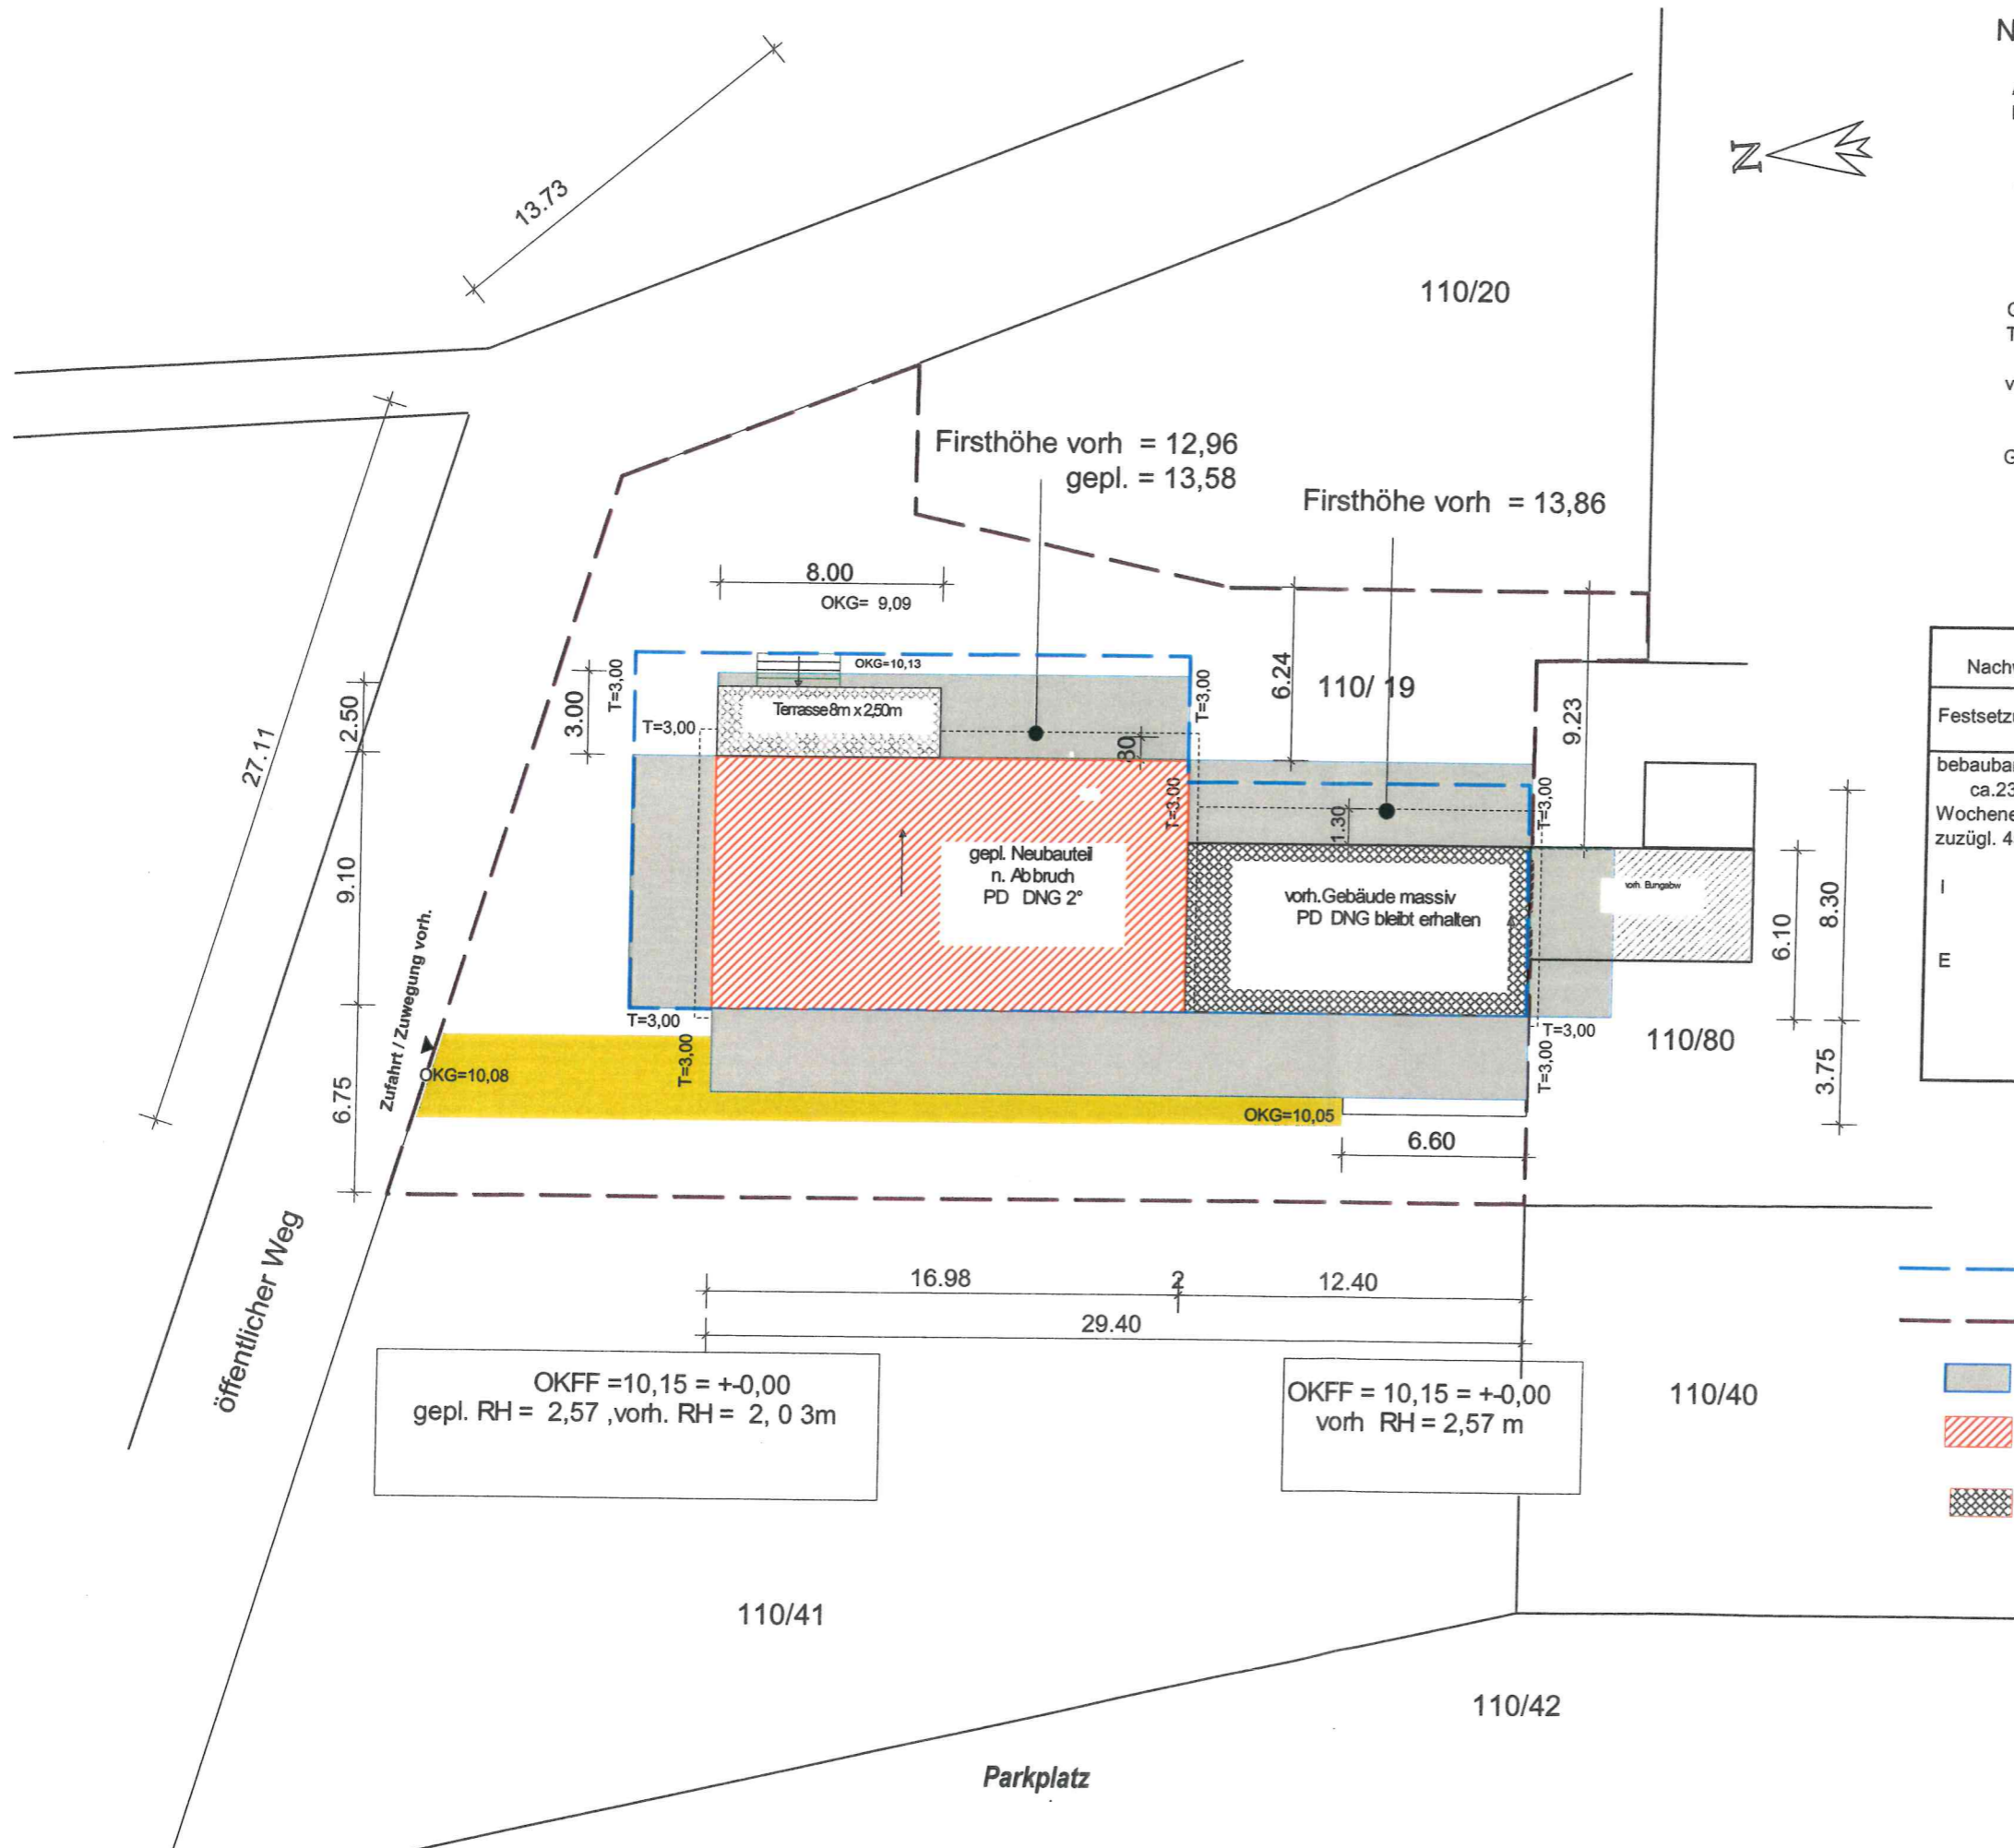 13.73
N
110/20
Firsthöhe vorh = 12,96
gepl. = 13,58
Firsthöhe vorh = 13,86
8.00
OKG= 9,09
OKG=10,13
Terrasse 8m x 2,50m
T=3,00
T=3,00
T=3,00
T=3,00
T=3,00
3.00
2.50
27.11
9.10
6.75
80
1.30
6.24
110/ 19
9.23
gepl. Neubauteil
n. Abbruch
PD DNG 2°
vorh.Gebäude massiv
PD DNG bleibt erhalten
vorh. Bungabw
6.10
8.30
3.75
110/80
Zufahrt / Zuwegung vorh.
OKG=10,08
T=3,00
T=3,00
T=3,00
T=3,00
OKG=10,05
6.60
öffentlicher Weg
16.98
2
12.40
29.40
OKFF =10,15 = +-0,00
gepl. RH = 2,57 ,vorh. RH = 2, 0 3m
OKFF = 10,15 = +-0,00
vorh RH = 2,57 m
110/40
110/41
110/42
Parkplatz
N
Festsetzu
bebaubar
ca.23
Wochene
zuzügl. 4
I
E